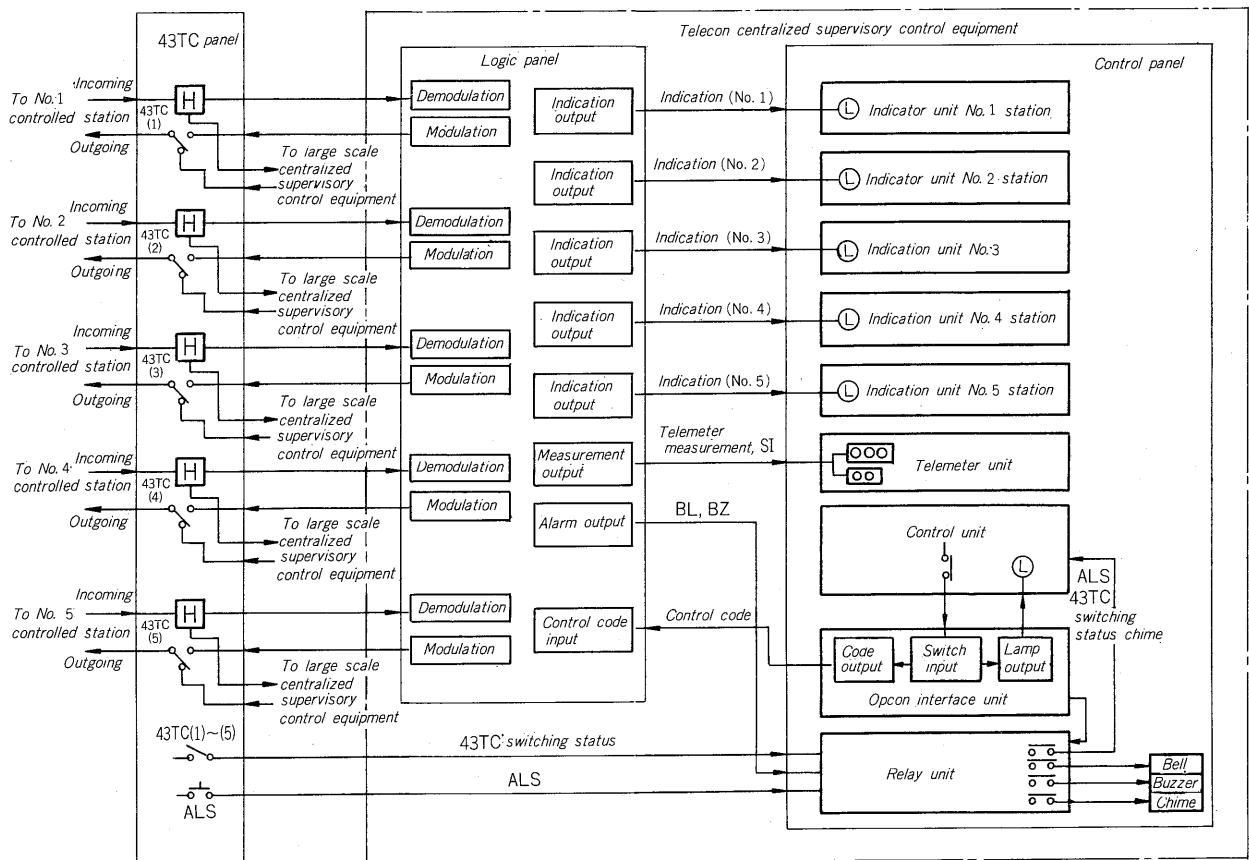 Telecon centralized supervisory control equipment
43TC panel
Logic panel
Control panel
Incoming
To No. 1
controlled station
Outgoing
H
43TC
(1)
To large scale
centralized
supervisory
control equipment
Demodulation
Modulation
Incoming
To No. 2
controlled station
Outgoing
H
43TC
(2)
To large scale
centralized
supervisory
control equipment
Demodulation
Modulation
Incoming
To No. 3
controlled station
Outgoing
H
43TC
(3)
To large scale
centralized
supervisory
control equipment
Demodulation
Modulation
Incoming
To No. 4
controlled station
Outgoing
H
43TC
(4)
To large scale
centralized
supervisory
control equipment
Demodulation
Modulation
Incoming
To No. 5
controlled station
Outgoing
H
43TC
(5)
To large scale
centralized
supervisory
control equipment
Demodulation
Modulation
43TC(1)~(5)
43TC switching status
ALS
ALS
Indication
output
Indication (No. 1)
L Indicator unit No. 1 station
Indication
output
Indication (No. 2)
L Indicator unit No. 2 station
Indication
output
Indication (No. 3)
L Indication unit No. 3
Indication
output
Indication (No. 4)
L Indication unit No. 4 station
Indication
output
Indication (No. 5)
L Indication unit No. 5 station
Measurement
output
Telemeter
measurement, SI
Telemeter unit
Alarm output
BL, BZ
Control unit
L
ALS
43TC
switching
status chime
Control code
input
Control code
Code
output
Switch
input
Lamp
output
Opcon interface unit
Relay unit
Bell
Buzzer
Chime